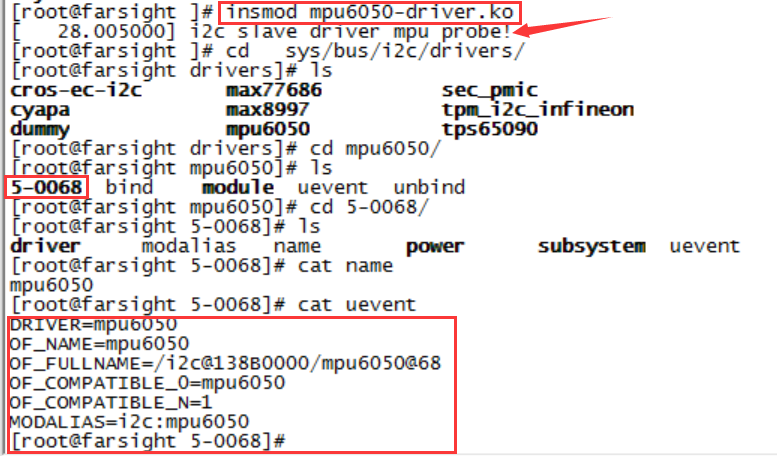 [root@farsight ]# insmod mpu6050-driver.ko
[   28.005000] i2c slave driver mpu probe!
[root@farsight ]# cd   sys/bus/i2c/drivers/
[root@farsight drivers]# ls
cros-ec-i2c        max77686           sec_pmic
cyapa              max8997            tpm_i2c_infineon
dummy              mpu6050            tps65090
[root@farsight drivers]# cd mpu6050/
[root@farsight mpu6050]# ls
5-0068  bind    module  uevent  unbind
[root@farsight mpu6050]# cd 5-0068/
[root@farsight 5-0068]# ls
driver     modalias   name       power      subsystem  uevent
[root@farsight 5-0068]# cat name
mpu6050
[root@farsight 5-0068]# cat uevent
DRIVER=mpu6050
OF_NAME=mpu6050
OF_FULLNAME=/i2c@138B0000/mpu6050@68
OF_COMPATIBLE_0=mpu6050
OF_COMPATIBLE_N=1
MODALIAS=i2c:mpu6050
[root@farsight 5-0068]#